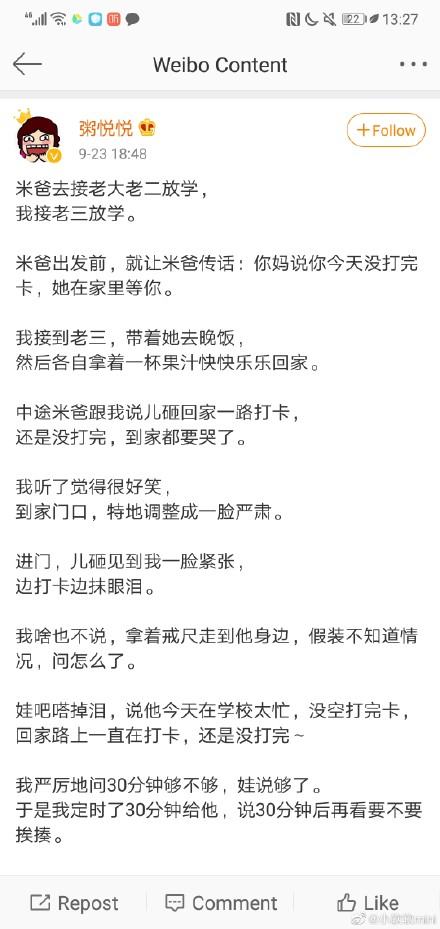 46
22
13:27
Weibo Content
粥悦悦
9-23 18:48
+Follow
米爸去接老大老二放学，
我接老三放学。
米爸出发前，就让米爸传话：你妈说你今天没打完
卡，她在家里等你。
我接到老三，带着她去晚饭，
然后各自拿着一杯果汁快快乐乐回家。
中途米爸跟我说儿砸回家一路打卡，
还是没打完，到家都要哭了。
我听了觉得很好笑，
到家门口，特地调整成一脸严肃。
进门，儿砸见到我一脸紧张，
边打卡边抹眼泪。
我啥也不说，拿着戒尺走到他身边，假装不知道情
况，问怎么了。
娃吧嗒掉泪，说他今天在学校太忙，没空打完卡，
回家路上一直在打卡，还是没打完～
我严厉地问30分钟够不够，娃说够了。
于是我定时了30分钟给他，说30分钟后再看要不要
挨揍。
Repost
Comment
Like